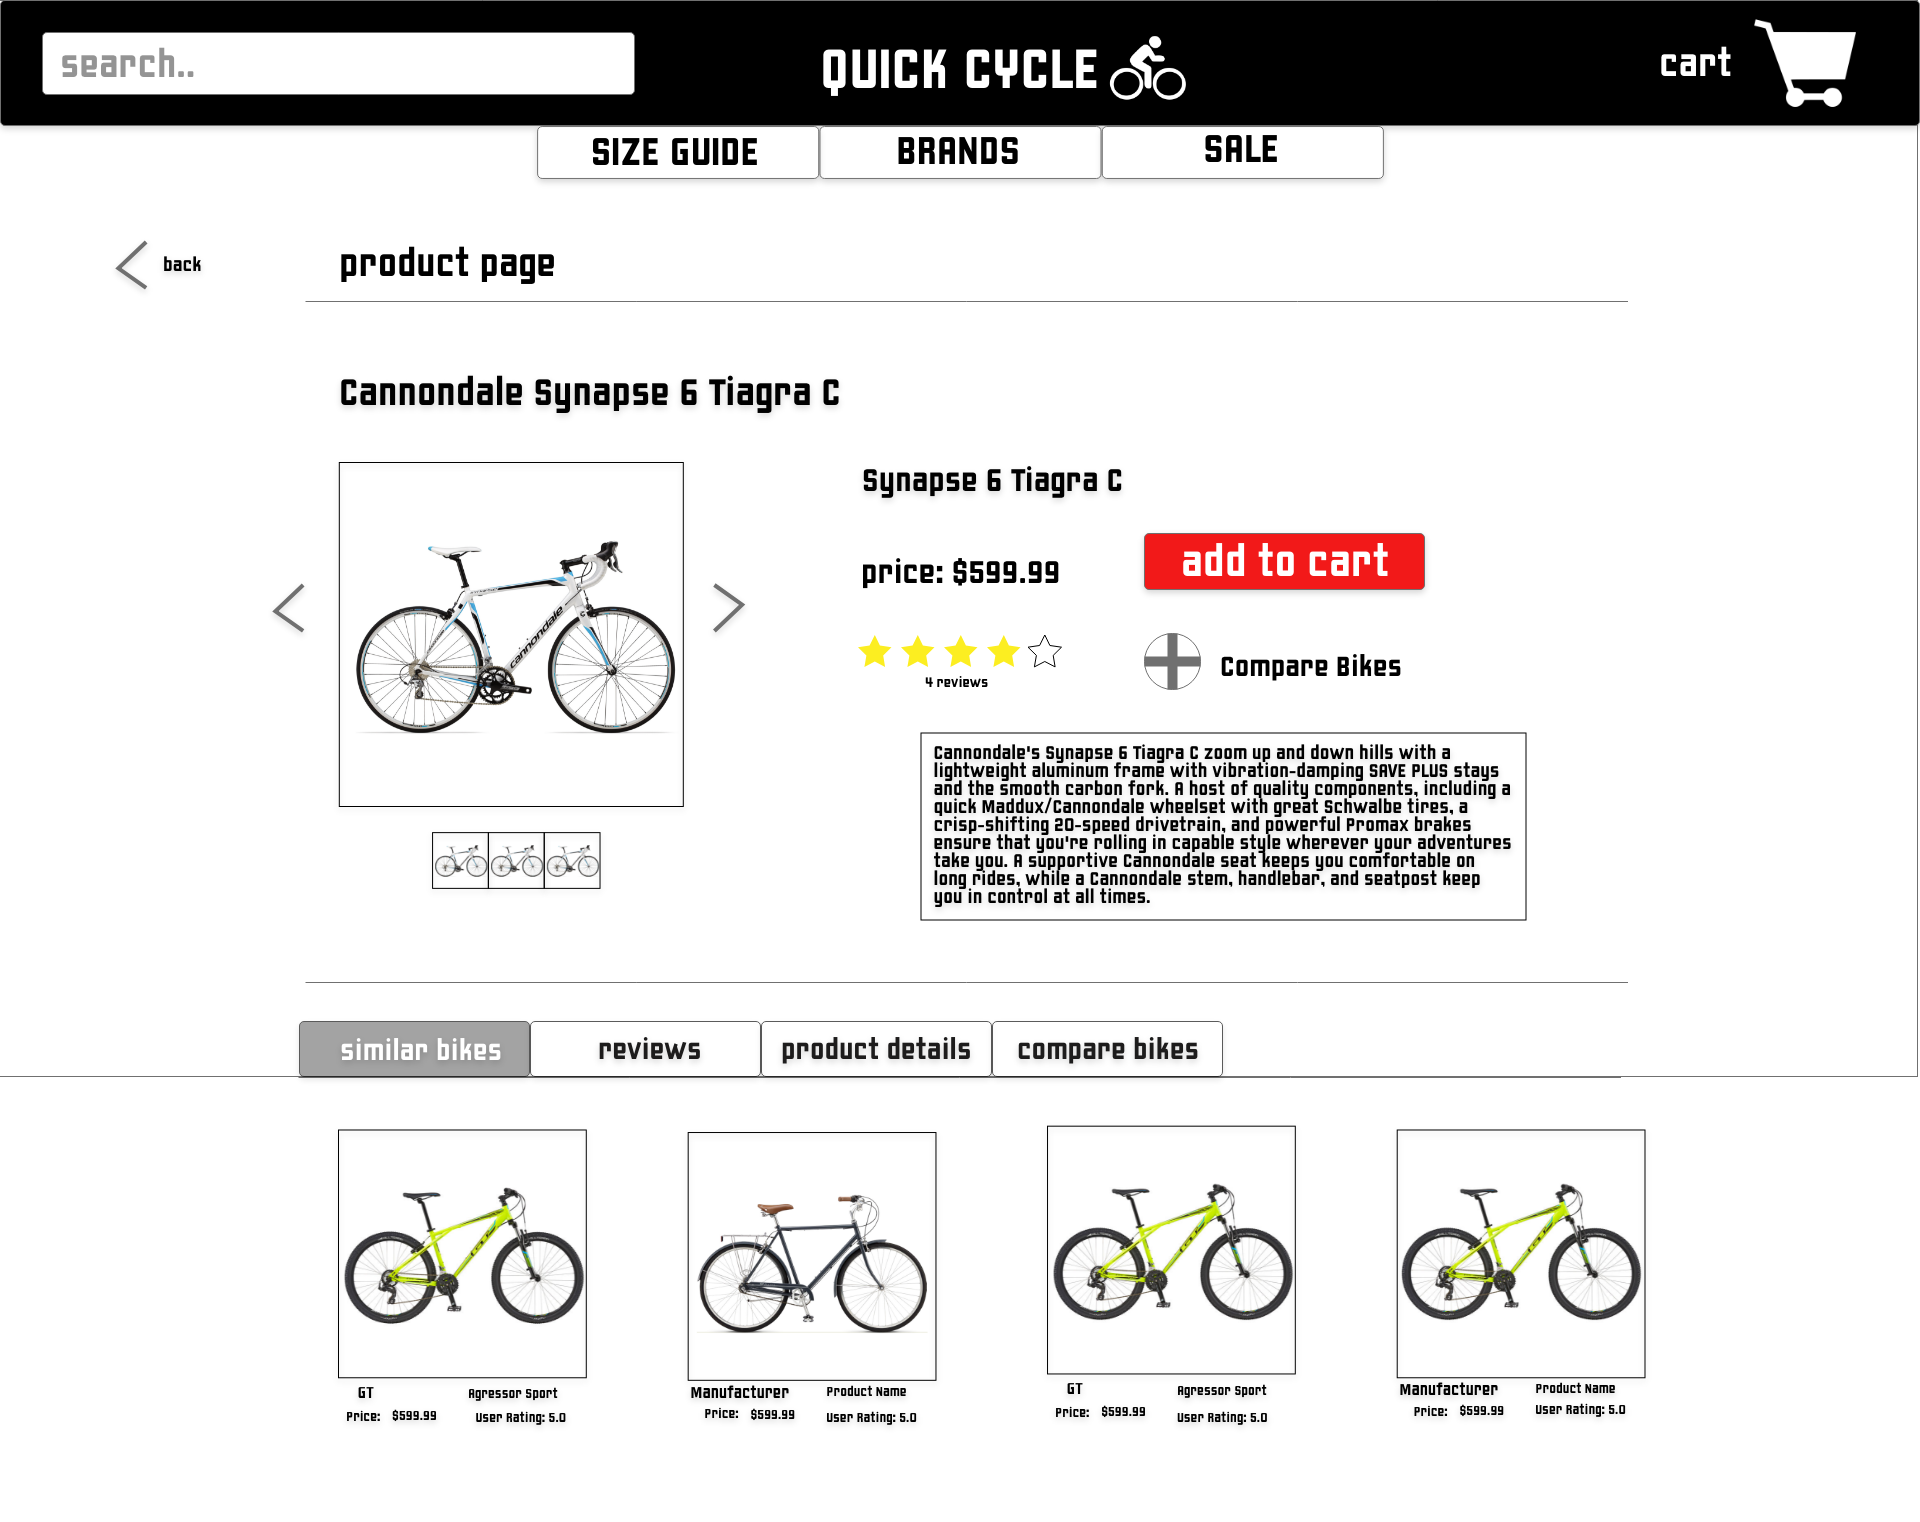 search..
QUICK CYCLE
cart
SIZE GUIDE
BRANDS
SALE
back
product page
Cannondale Synapse 6 Tiagra C
cannondale
Synapse 6 Tiagra C
price: $599.99
add to cart
4 reviews
Compare Bikes
Cannondale's Synapse 6 Tiagra C zoom up and down hills with a
lightweight aluminum frame with vibration-damping SAVE PLUS stays
and the smooth carbon fork. A host of quality components, including a
quick Maddux/Cannondale wheelset with great Schwalbe tires, a
crisp-shifting 20-speed drivetrain, and powerful Promax brakes
ensure that you're rolling in capable style wherever your adventures
take you. A supportive Cannondale seat keeps you comfortable on
long rides, while a Cannondale stem, handlebar, and seatpost keep
you in control at all times.
similar bikes
reviews
product details
compare bikes
GT
Agressor Sport
Price: $599.99
User Rating: 5.0
Manufacturer
Product Name
Price: $599.99
User Rating: 5.0
GT
Agressor Sport
Price: $599.99
User Rating: 5.0
Manufacturer
Product Name
Price: $599.99
User Rating: 5.0